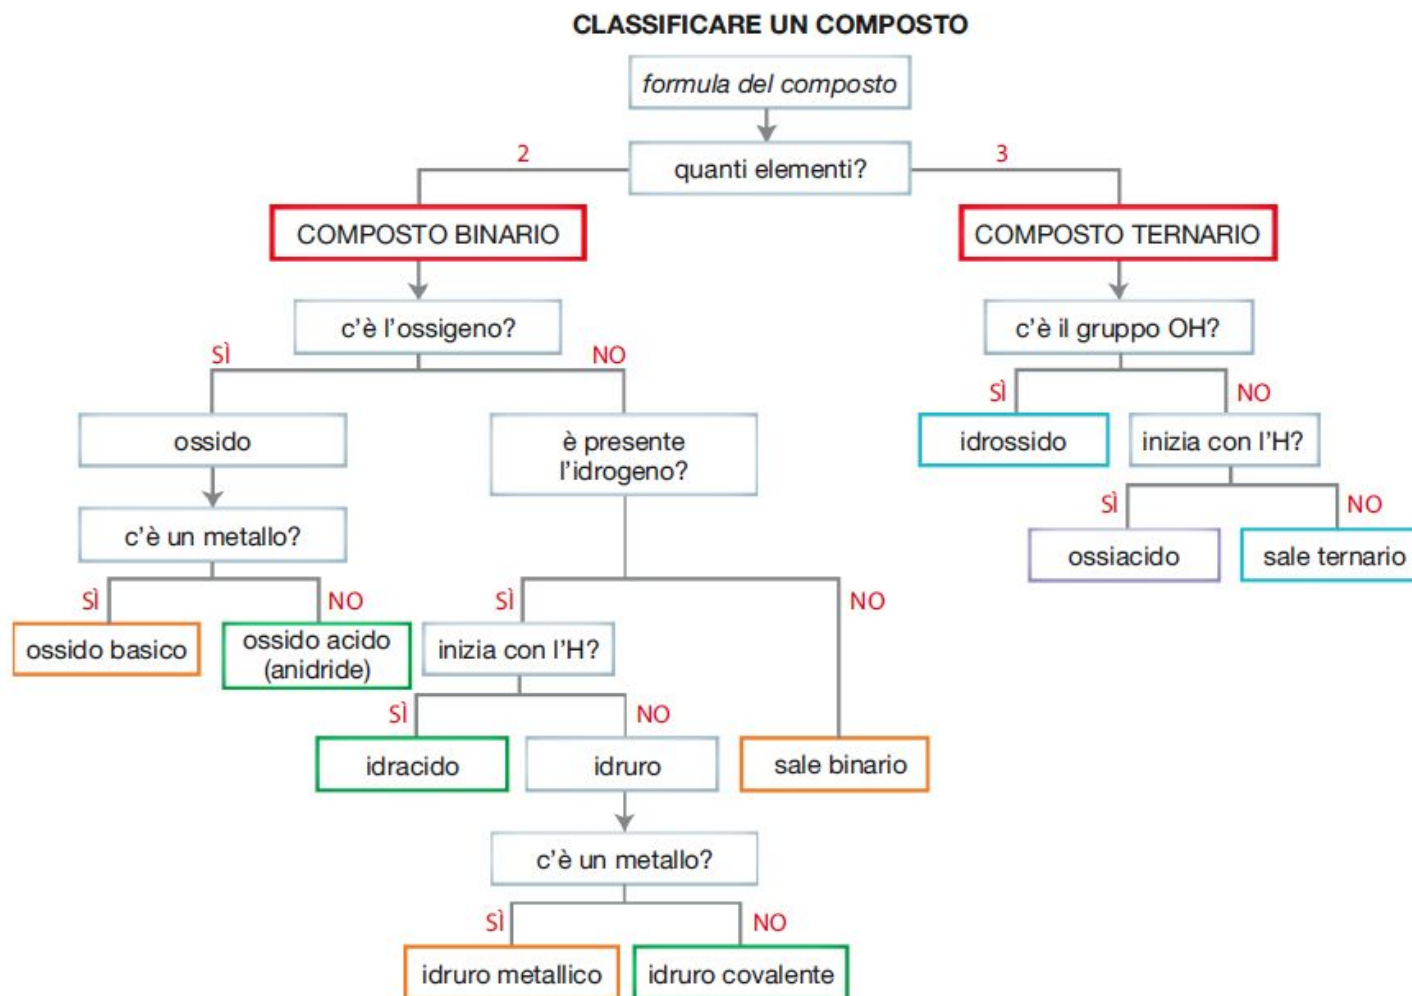 CLASSIFICARE UN COMPOSTO
formula del composto
quanti elementi?
2
3
COMPOSTO BINARIO
COMPOSTO TERNARIO
c'è l'ossigeno?
c'è il gruppo OH?
SÌ
NO
SÌ
NO
ossido
è presente
l'idrogeno?
idrossido
inizia con l'H?
SÌ
NO
c'è un metallo?
ossiacido
sale ternario
SÌ
NO
SÌ
NO
ossido basico
ossido acido
(anidride)
inizia con l'H?
SÌ
NO
idracido
idruro
sale binario
c'è un metallo?
SÌ
NO
idruro metallico
idruro covalente